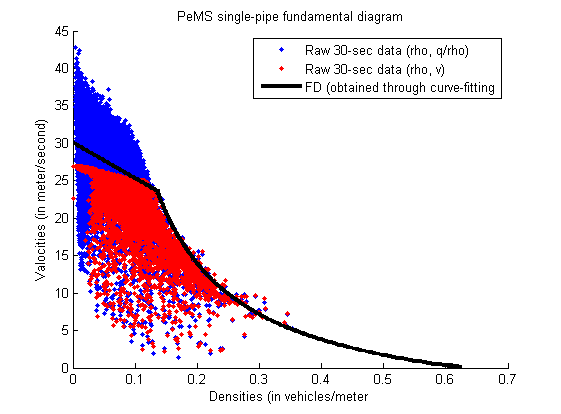 PeMS single-pipe fundamental diagram
Raw 30-sec data (rho, q/rho)
Raw 30-sec data (rho, v)
FD (obtained through curve-fitting
Valocities (in meter/second)
45
40
35
30
25
20
15
10
5
0
0 0.1 0.2 0.3 0.4 0.5 0.6 0.7
Densities (in vehicles/meter